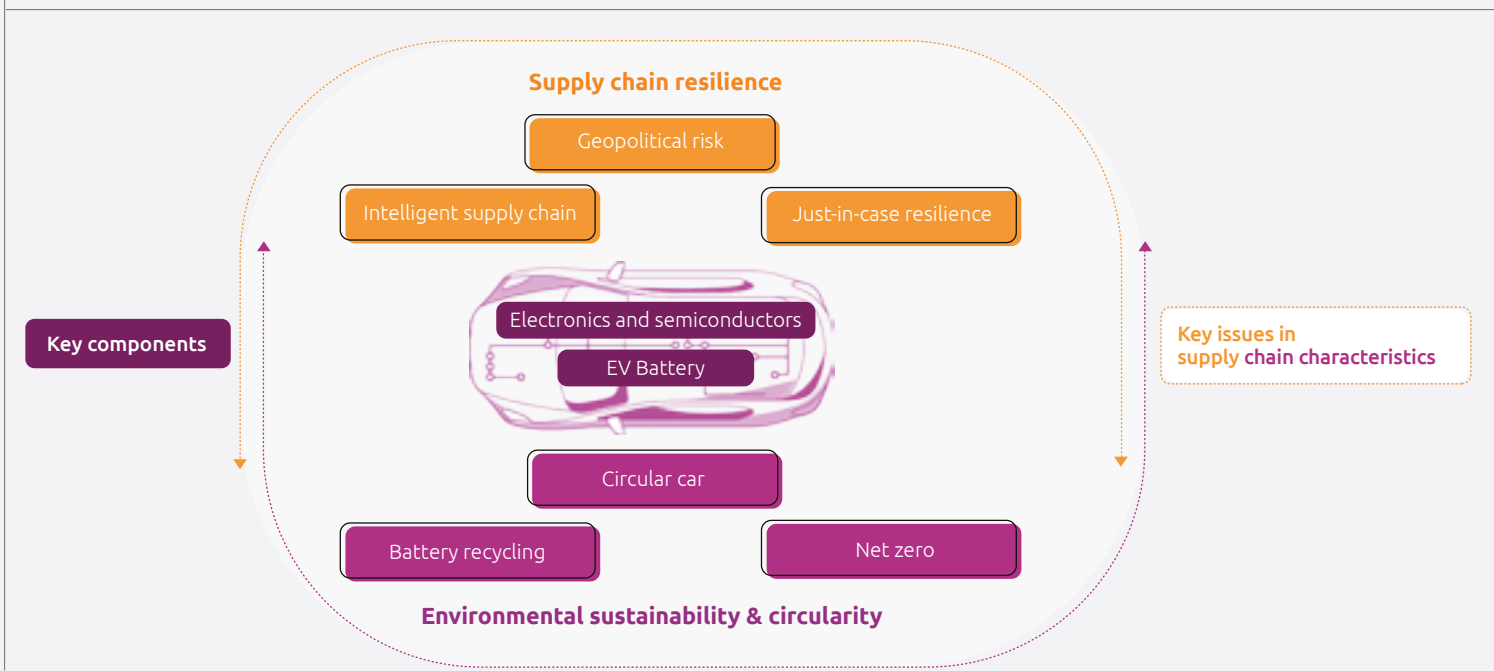 Supply chain resilience
Geopolitical risk
Intelligent supply chain
Just-in-case resilience
Electronics and semiconductors
Key components
EV Battery
Key issues in
supply chain characteristics
Circular car
Battery recycling
Net zero
Environmental sustainability & circularity